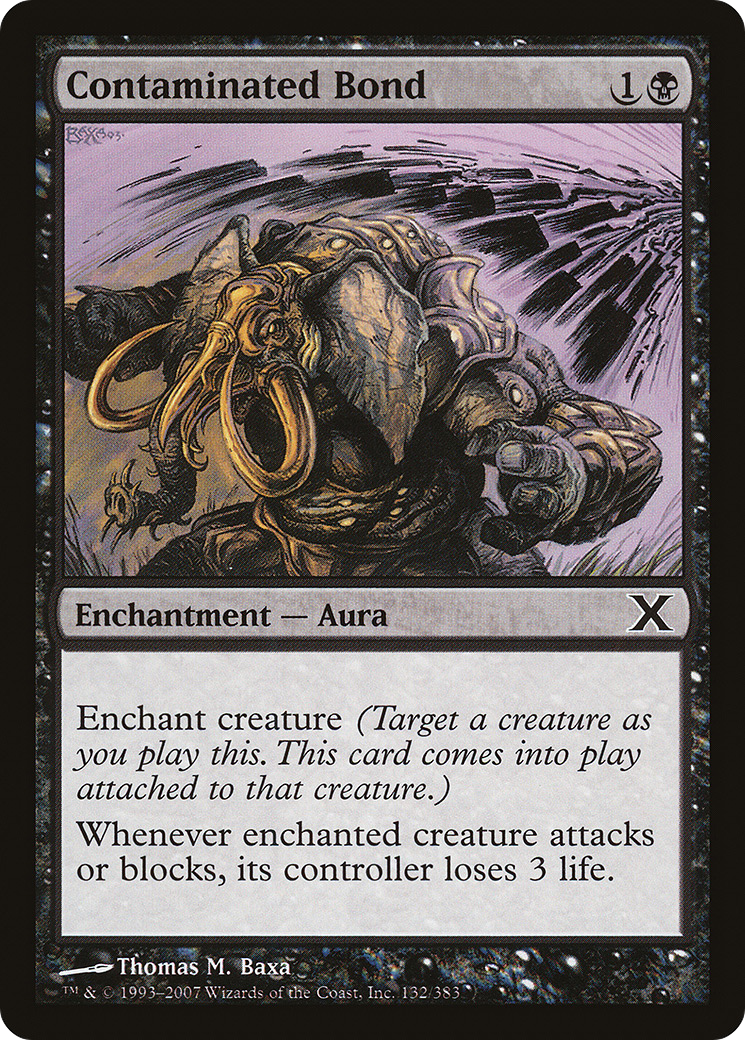 Contaminated Bond 1
BAXA 03.
Enchantment — Aura X
Enchant creature (Target a creature as
you play this. This card comes into play
attached to that creature.)
Whenever enchanted creature attacks
or blocks, its controller loses 3 life.
Thomas M. Baxa
™ & © 1993–2007 Wizards of the Coast, Inc. 132/383